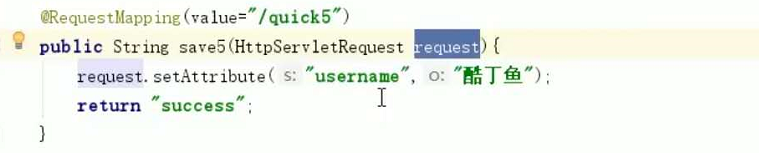 @RequestMapping(value="/quick5")
public String save5(HttpServletRequest request){
request.setAttribute( s: "username", o: "酷丁鱼");
return "success";
}